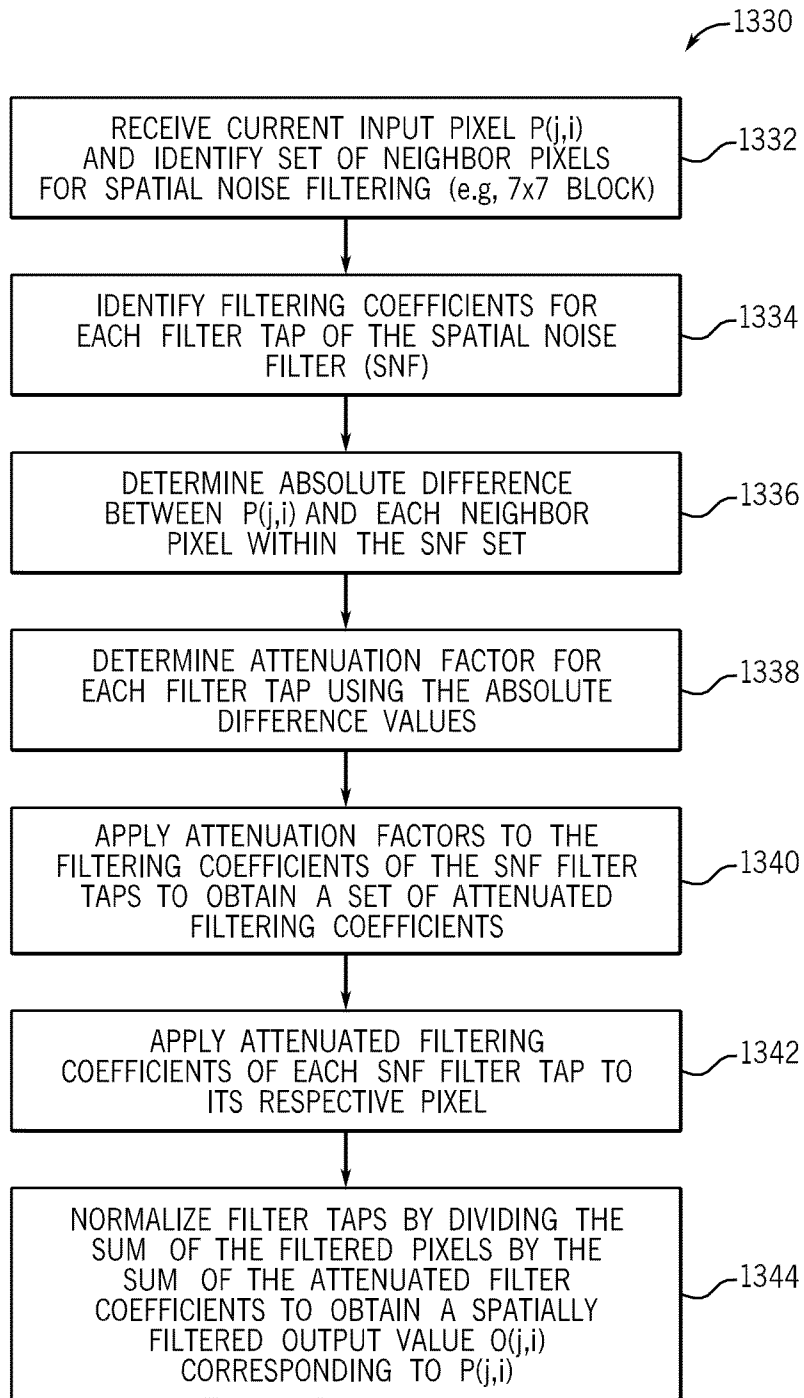 1330
RECEIVE CURRENT INPUT PIXEL P(j,i)
AND IDENTIFY SET OF NEIGHBOR PIXELS
FOR SPATIAL NOISE FILTERING (e.g, 7x7 BLOCK)
1332
IDENTIFY FILTERING COEFFICIENTS FOR
EACH FILTER TAP OF THE SPATIAL NOISE
FILTER (SNF)
1334
DETERMINE ABSOLUTE DIFFERENCE
BETWEEN P(j,i) AND EACH NEIGHBOR
PIXEL WITHIN THE SNF SET
1336
DETERMINE ATTENUATION FACTOR FOR
EACH FILTER TAP USING THE ABSOLUTE
DIFFERENCE VALUES
1338
APPLY ATTENUATION FACTORS TO THE
FILTERING COEFFICIENTS OF THE SNF FILTER
TAPS TO OBTAIN A SET OF ATTENUATED
FILTERING COEFFICIENTS
1340
APPLY ATTENUATED FILTERING
COEFFICIENTS OF EACH SNF FILTER TAP TO
ITS RESPECTIVE PIXEL
1342
NORMALIZE FILTER TAPS BY DIVIDING THE
SUM OF THE FILTERED PIXELS BY THE
SUM OF THE ATTENUATED FILTER
COEFFICIENTS TO OBTAIN A SPATIALLY
FILTERED OUTPUT VALUE O(j,i)
CORRESPONDING TO P(j,i)
1344